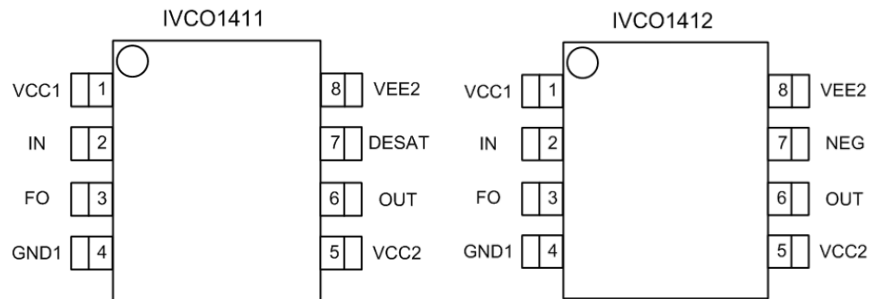 IVCO1411
VCC1 1 8 VEE2
IN 2 7 DESAT
FO 3 6 OUT
GND1 4 5 VCC2
IVCO1412
VCC1 1 8 VEE2
IN 2 7 NEG
FO 3 6 OUT
GND1 4 5 VCC2